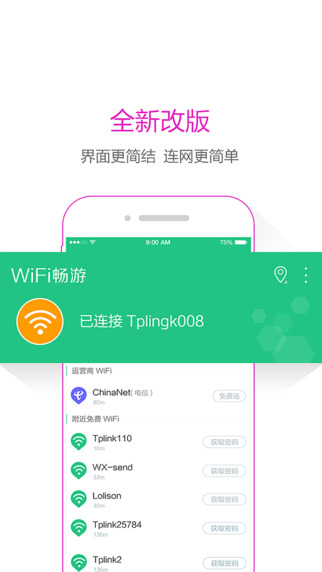 全新改版
界面更简结 连网更简单
9:00 AM
75%
WiFi畅游
已连接 Tplingk008
运营商 WiFi
ChinaNet(电信)
80m
免费连
附近免费 WiFi
Tplink110
10m
获取密码
WX-send
33m
获取密码
Lolison
40m
获取密码
Tplink25784
136m
获取密码
Tplink2
135m
获取密码